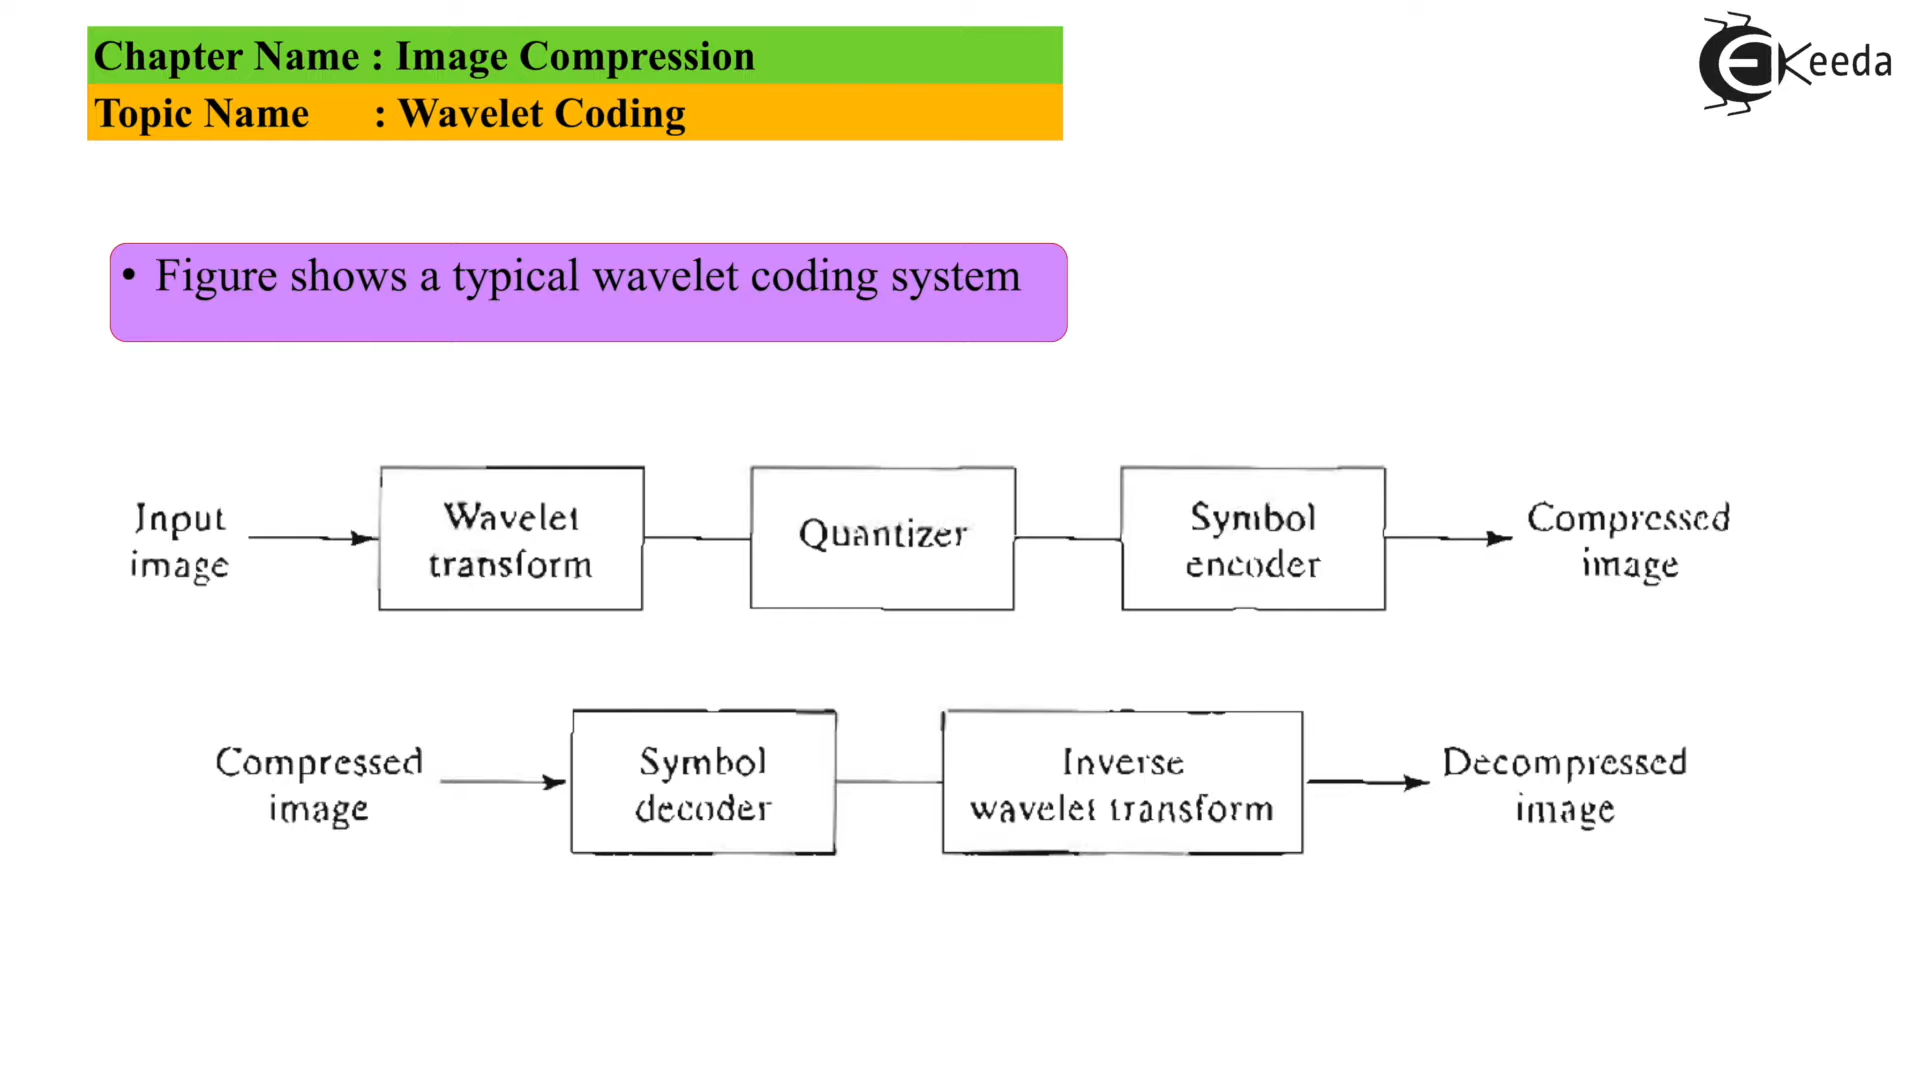 Chapter Name : Image Compression
Topic Name : Wavelet Coding
EKeeda
• Figure shows a typical wavelet coding system
Input image
Wavelet transform
Quantizer
Symbol encoder
Compressed image
Compressed image
Symbol decoder
Inverse wavelet transform
Decompressed image